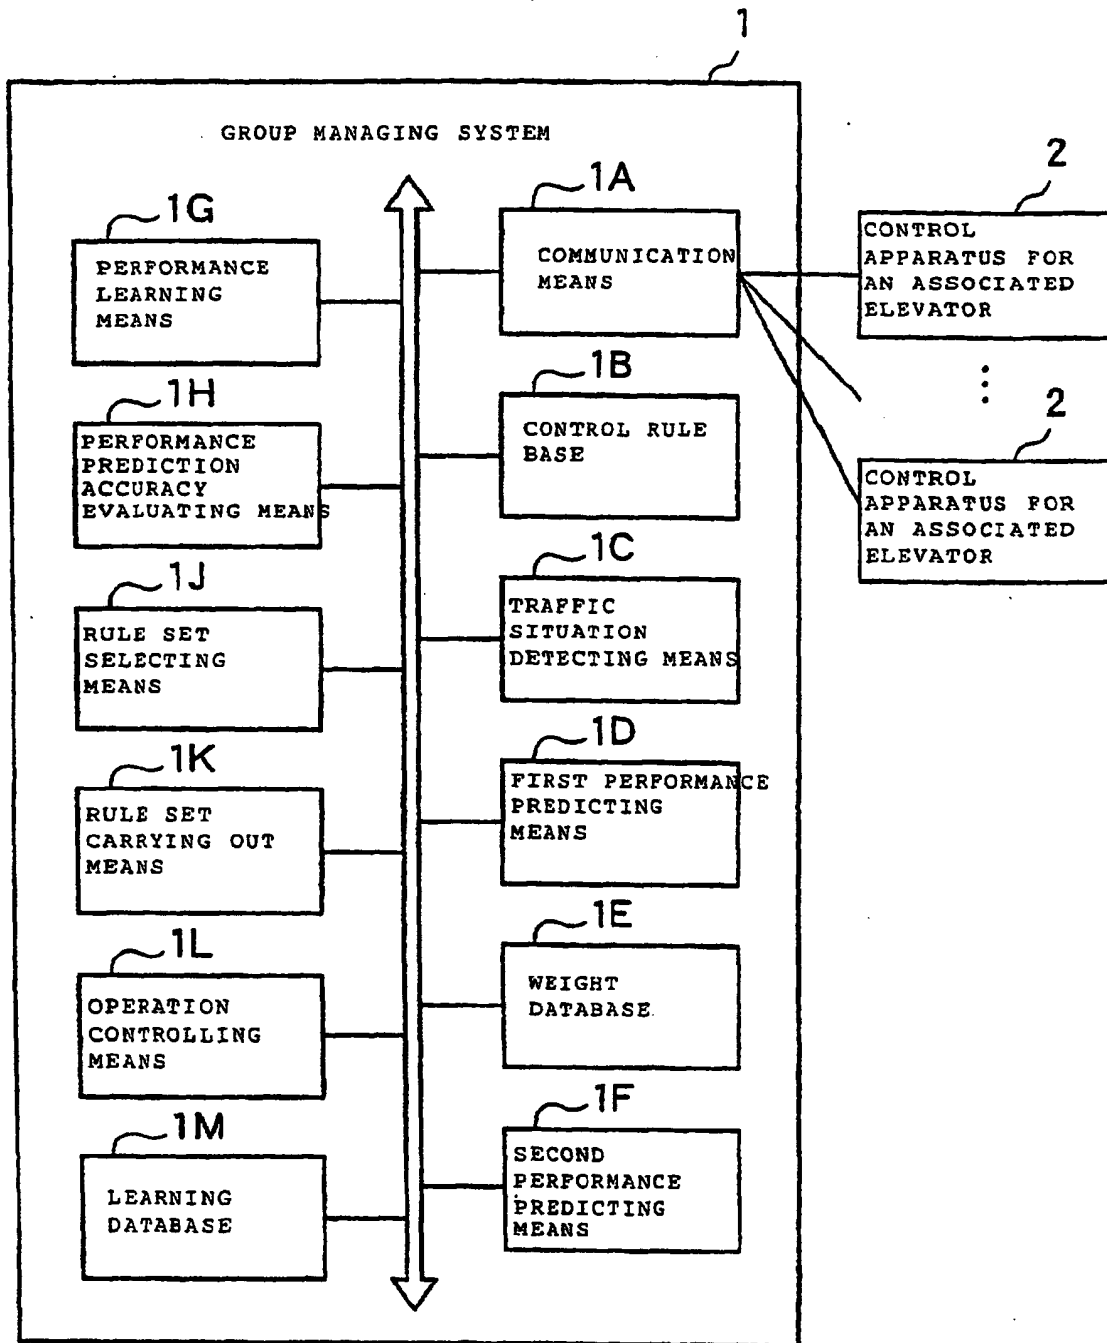 1
GROUP MANAGING SYSTEM
1G
PERFORMANCE
LEARNING
MEANS
1H
PERFORMANCE
PREDICTION
ACCURACY
EVALUATING MEANS
1J
RULE SET
SELECTING
MEANS
1K
RULE SET
CARRYING OUT
MEANS
1L
OPERATION
CONTROLLING
MEANS
1M
LEARNING
DATABASE
1A
COMMUNICATION
MEANS
1B
CONTROL RULE
BASE
1C
TRAFFIC
SITUATION
DETECTING MEANS
1D
FIRST PERFORMANCE
PREDICTING
MEANS
1E
WEIGHT
DATABASE
1F
SECOND
PERFORMANCE
PREDICTING
MEANS
2
CONTROL
APPARATUS FOR
AN ASSOCIATED
ELEVATOR
2
CONTROL
APPARATUS FOR
AN ASSOCIATED
ELEVATOR